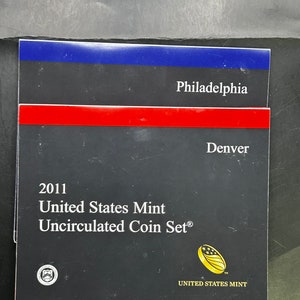 Philadelphia
Denver
2011
United States Mint
Uncirculated Coin Set®
UNITED STATES MINT